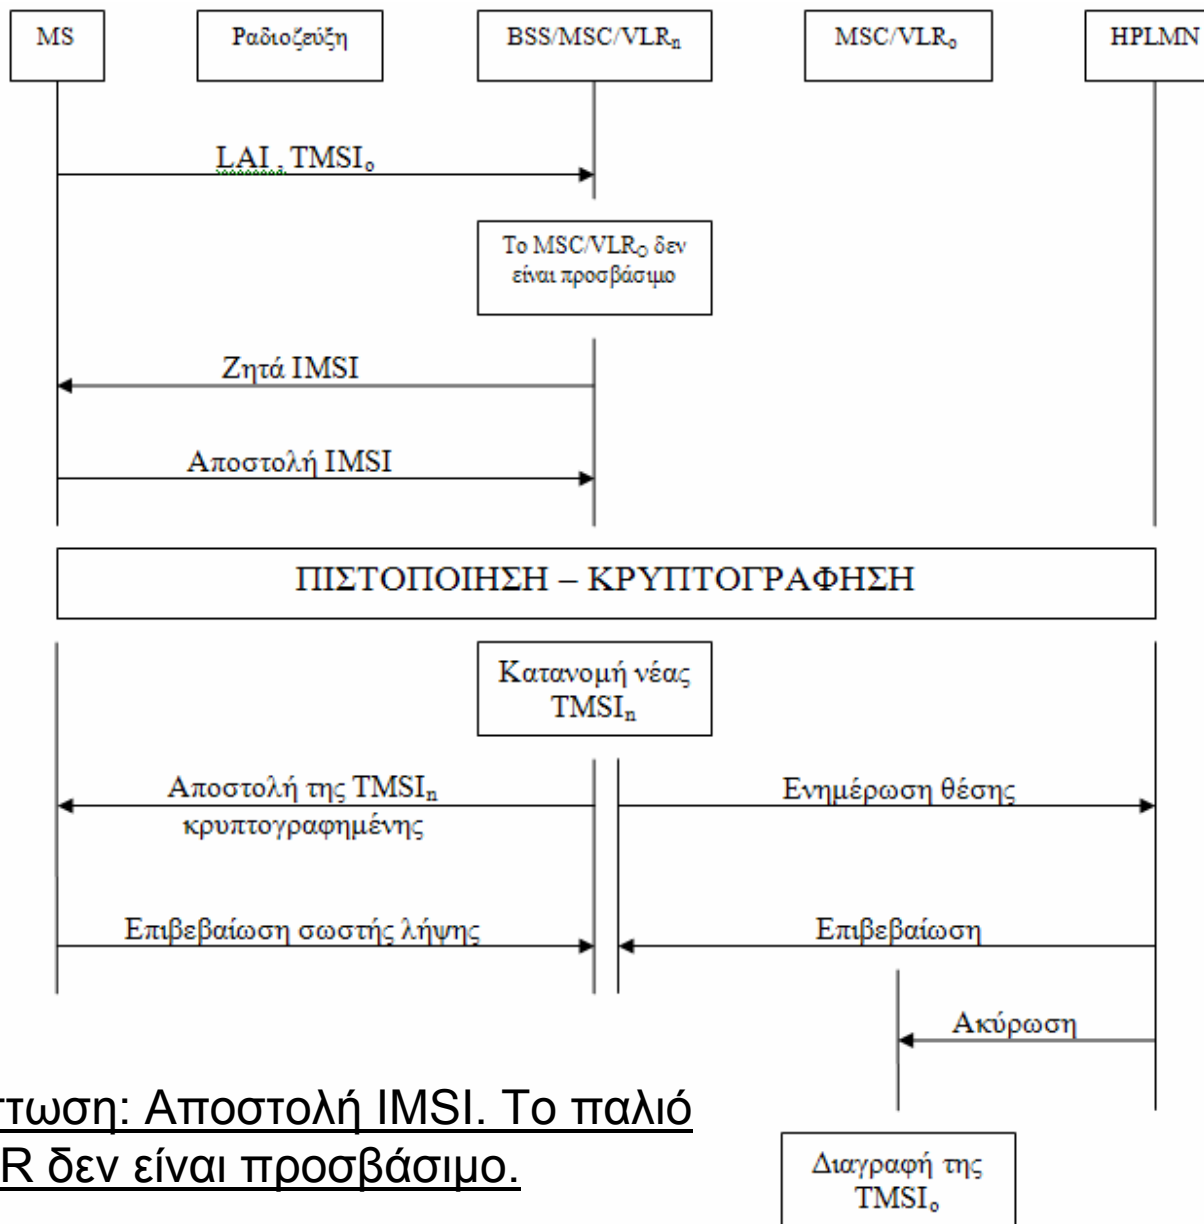 MS
Ραδιοζεύξη
BSS/MSC/VLRn
MSC/VLRo
HPLMN
LAI , TMSIo
Το MSC/VLRO δεν
είναι προσβάσιμο
Ζητά IMSI
Αποστολή IMSI
ΠΙΣΤΟΠΟΙΗΣΗ – ΚΡΥΠΤΟΓΡΑΦΗΣΗ
Κατανομή νέας
TMSIn
Αποστολή της TMSIn
κρυπτογραφημένης
Ενημέρωση θέσης
Επιβεβαίωση σωστής λήψης
Επιβεβαίωση
Ακύρωση
πτωση: Αποστολή IMSI. Το παλιό
R δεν είναι προσβάσιμο.
Διαγραφή της
TMSIo